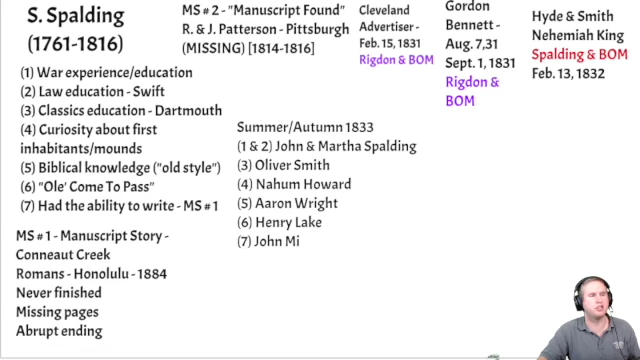 S. Spalding
(1761-1816)
(1) War experience/education
(2) Law education - Swift
(3) Classics education - Dartmouth
(4) Curiosity about first
inhabitants/mounds
(5) Biblical knowledge ("old style")
(6) "Ole' Come To Pass"
(7) Had the ability to write - MS # 1
MS # 1 - Manuscript Story -
Conneaut Creek
Romans - Honolulu - 1884
Never finished
Missing pages
Abrupt ending
MS # 2 - "Manuscript Found"
R. & J. Patterson - Pittsburgh
(MISSING) [1814-1816]
Summer/Autumn 1833
(1 & 2) John & Martha Spalding
(3) Oliver Smith
(4) Nahum Howard
(5) Aaron Wright
(6) Henry Lake
(7) John Mi
Cleveland
Advertiser -
Feb. 15, 1831
Rigdon & BOM
Gordon
Bennett -
Aug. 7,31
Sept. 1, 1831
Rigdon &
BOM
Hyde & Smith
Nehemiah King
Spalding & BOM
Feb. 13, 1832